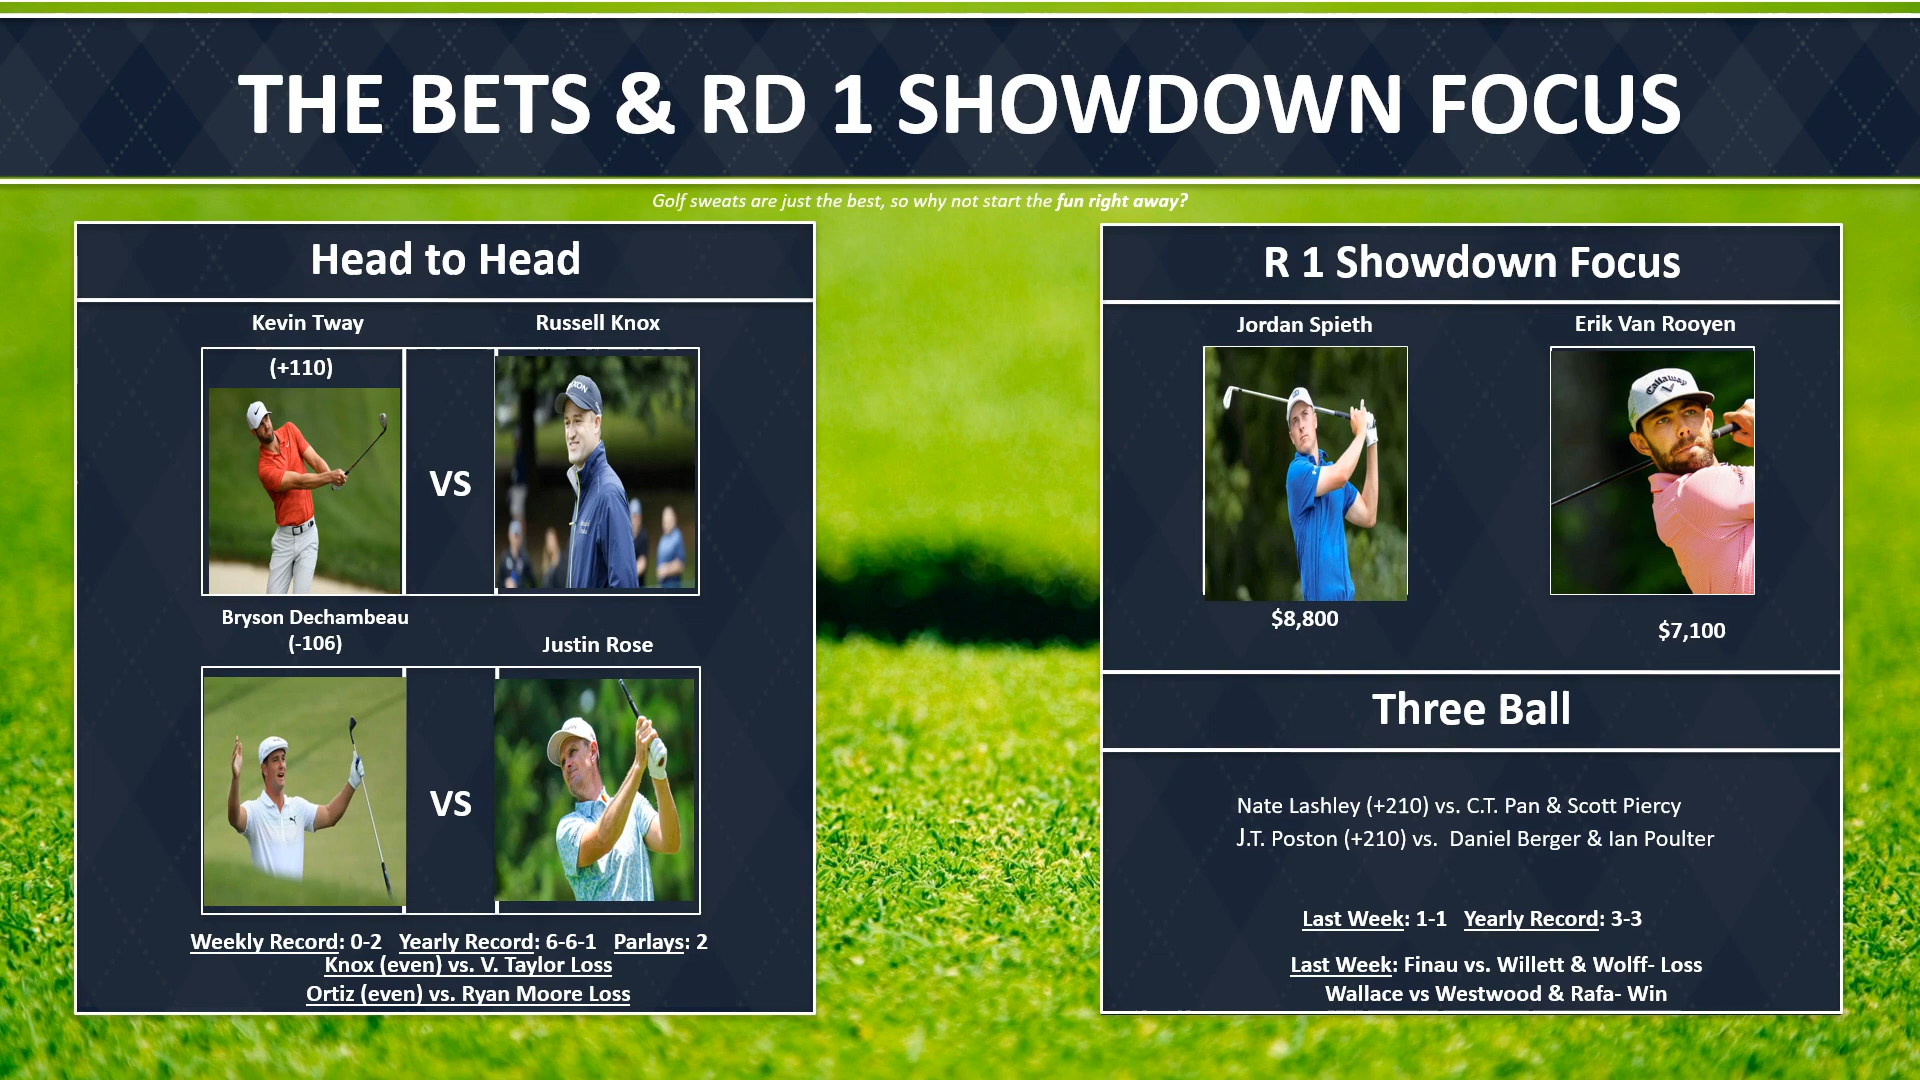 THE BETS & RD 1 SHOWDOWN FOCUS
Golf sweats are just the best, so why not start the fun right away?
Head to Head
Kevin Tway
Russell Knox
(+110)
VS
XON
Bryson Dechambeau
(-106)
Justin Rose
VS
Weekly Record: 0-2 Yearly Record: 6-6-1 Parlays: 2
Knox (even) vs. V. Taylor Loss
Ortiz (even) vs. Ryan Moore Loss
R 1 Showdown Focus
Jordan Spieth
Erik Van Rooyen
Callaway
$8,800
$7,100
Three Ball
Nate Lashley (+210) vs. C.T. Pan & Scott Piercy
J.T. Poston (+210) vs. Daniel Berger & Ian Poulter
Last Week: 1-1 Yearly Record: 3-3
Last Week: Finau vs. Willett & Wolff- Loss
Wallace vs Westwood & Rafa- Win